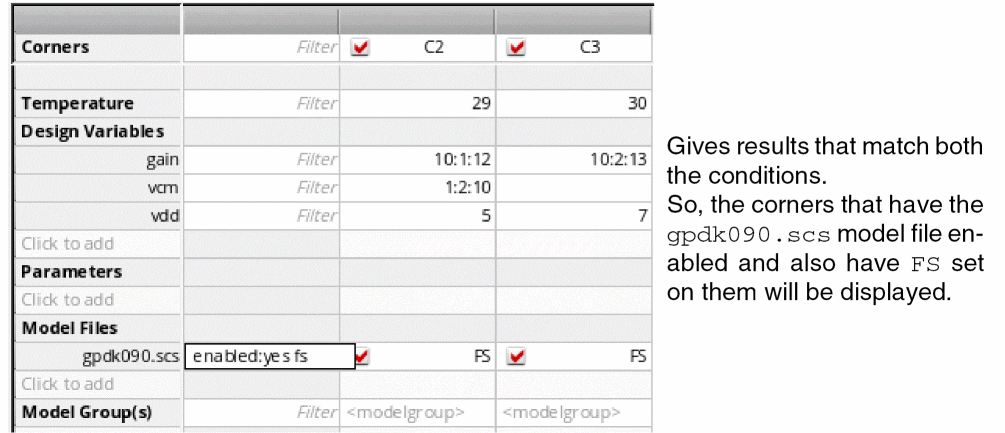 Corners Filter C2 C3
Temperature Filter 29 30
Design Variables
gain Filter 10:1:12 10:2:13
vcm Filter 1:2:10
vdd Filter 5 7
Click to add
Parameters
Click to add
Model Files
gpdk090.scs enabled:yes fs FS FS
Click to add
Model Group(s) Filter <modelgroup> <modelgroup>
Gives results that match both
the conditions.
So, the corners that have the
gpdk090.scs model file en-
abled and also have FS set
on them will be displayed.